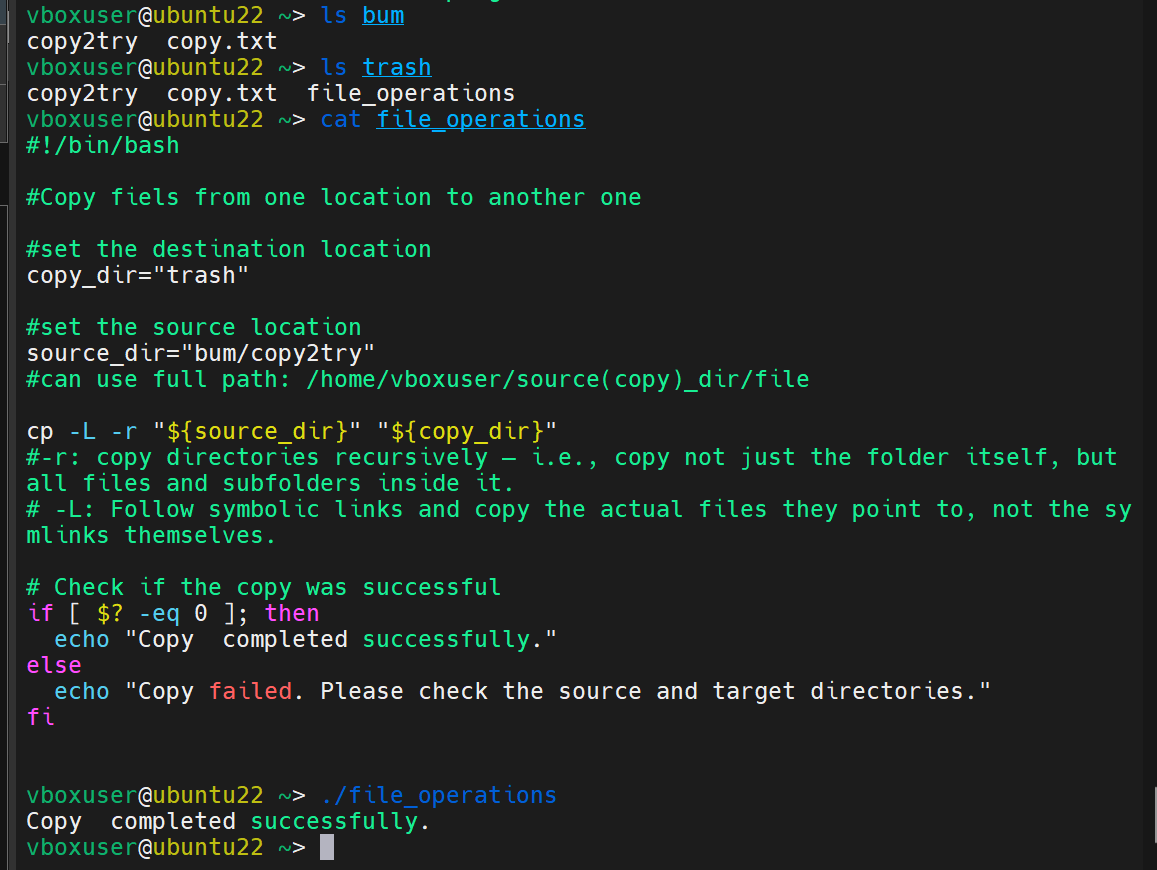 vboxuser@ubuntu22 ~> ls bum
copy2try  copy.txt
vboxuser@ubuntu22 ~> ls trash
copy2try  copy.txt  file_operations
vboxuser@ubuntu22 ~> cat file_operations
#!/bin/bash

#Copy fiels from one location to another one

#set the destination location
copy_dir="trash"

#set the source location
source_dir="bum/copy2try"
#can use full path: /home/vboxuser/source(copy)_dir/file

cp -L -r "${source_dir}" "${copy_dir}"
#-r: copy directories recursively — i.e., copy not just the folder itself, but
all files and subfolders inside it.
# -L: Follow symbolic links and copy the actual files they point to, not the sy
mlinks themselves.

# Check if the copy was successful
if [ $? -eq 0 ]; then
  echo "Copy  completed successfully."
else
  echo "Copy failed. Please check the source and target directories."
fi

vboxuser@ubuntu22 ~> ./file_operations
Copy  completed successfully.
vboxuser@ubuntu22 ~>